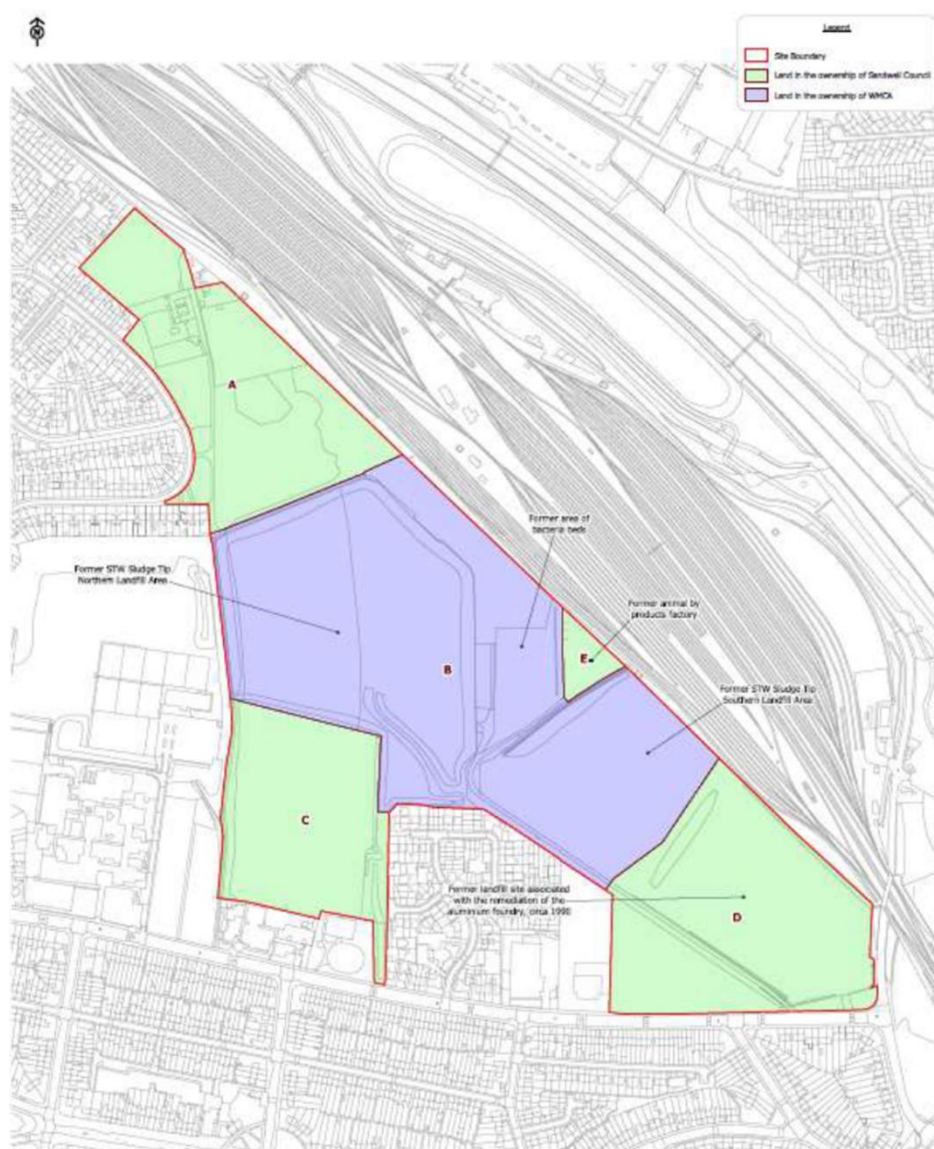 N
Legend
Site Boundary
Land in the ownership of Sandwell Council
Land in the ownership of WMCA
A
Former area of
bacteria beds
Former STW Sludge Tip
Northern Landfill Area
Former animal by
products factory
E
B
Former STW Sludge Tip
Southern Landfill Area
C
Former landfill site associated
with the remediation of the
aluminium foundry, circa
D